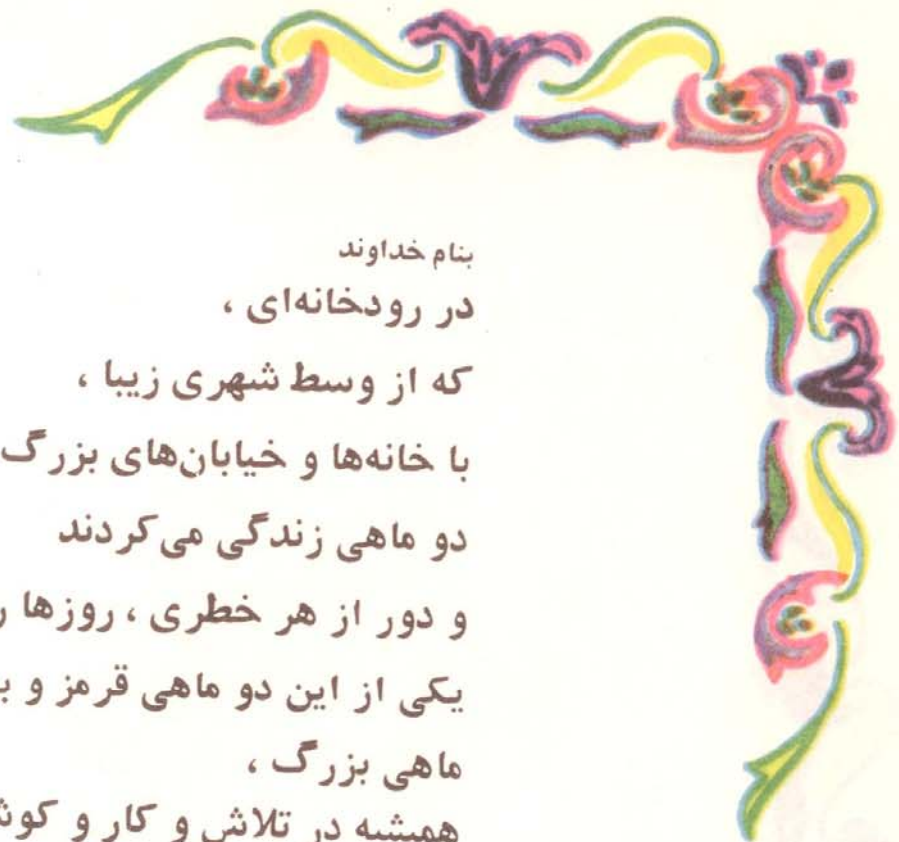 بنام خداوند
در رودخانه‌ای ،
که از وسط شهری زیبا ،
با خانه‌ها و خیابان‌های بزرگ
دو ماهی زندگی می‌کردند
و دور از هر خطری ، روزها
یکی از این دو ماهی قرمز و
ماهی بزرگ ،
همیشه در تلاش و کار و